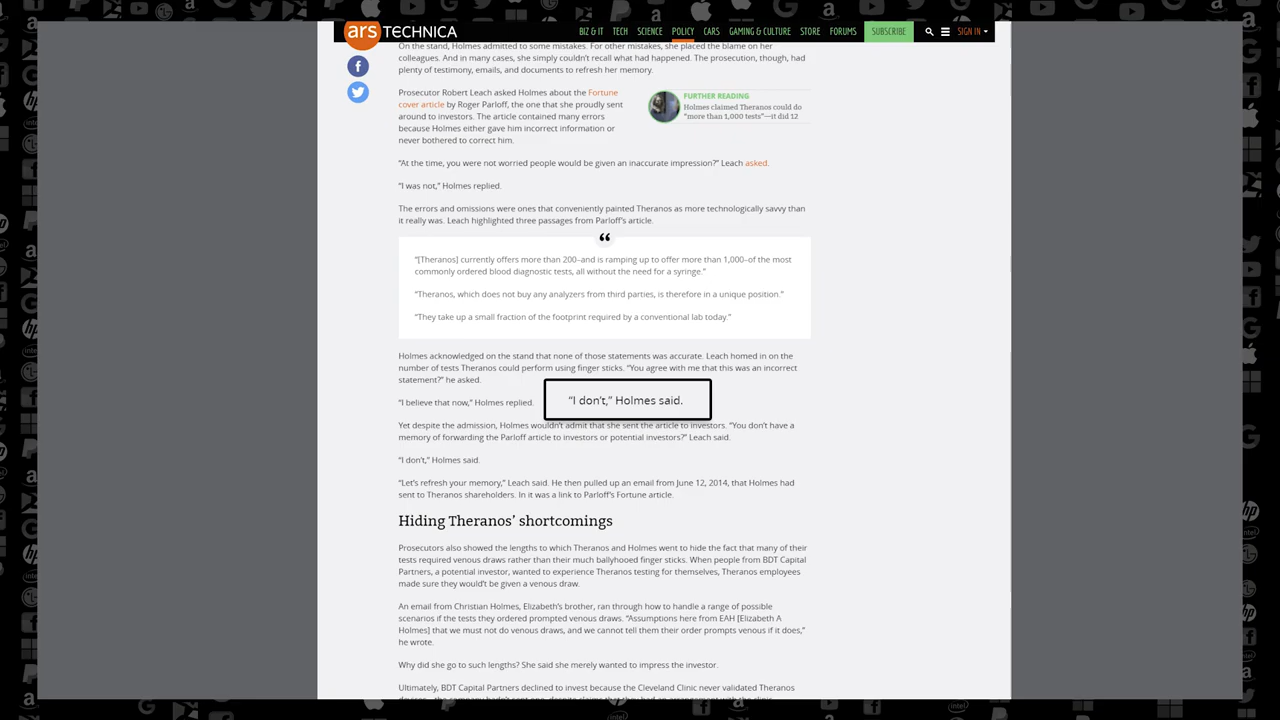 ars TECHNICA
BIZ & IT TECH SCIENCE POLICY CARS GAMING & CULTURE STORE FORUMS SUBSCRIBE SIGN IN
On the stand, Holmes admitted to some mistakes. For other mistakes, she placed the blame on her
colleagues. And in many cases, she simply couldn't recall what had happened. The prosecution, though, had
plenty of testimony, emails, and documents to refresh her memory.
Prosecutor Robert Leach asked Holmes about the Fortune
cover article by Roger Parloff, the one that she proudly sent
around to investors. The article contained many errors
because Holmes either gave him incorrect information or
never bothered to correct him.
FURTHER READING
Holmes claimed Theranos could do
"more than 1,000 tests"—it did 12
“At the time, you were not worried people would be given an inaccurate impression?” Leach asked.
“I was not,” Holmes replied.
The errors and omissions were ones that conveniently painted Theranos as more technologically savvy than
it really was. Leach highlighted three passages from Parloff's article.
“
“[Theranos] currently offers more than 200–and is ramping up to offer more than 1,000–of the most
commonly ordered blood diagnostic tests, all without the need for a syringe.”
“Theranos, which does not buy any analyzers from third parties, is therefore in a unique position.”
“They take up a small fraction of the footprint required by a conventional lab today.”
Holmes acknowledged on the stand that none of those statements was accurate. Leach homed in on the
number of tests Theranos could perform using finger sticks. “You agree with me that this was an incorrect
statement?” he asked.
“I believe that now,” Holmes replied.
“I don't,” Holmes said.
Yet despite the admission, Holmes wouldn't admit that she sent the article to investors. “You don't have a
memory of forwarding the Parloff article to investors or potential investors?” Leach said.
“I don't,” Holmes said.
“Let's refresh your memory,” Leach said. He then pulled up an email from June 12, 2014, that Holmes had
sent to Theranos shareholders. In it was a link to Parloff's Fortune article.
Hiding Theranos’ shortcomings
Prosecutors also showed the lengths to which Theranos and Holmes went to hide the fact that many of their
tests required venous draws rather than their much ballyhooed finger sticks. When people from BDT Capital
Partners, a potential investor, wanted to experience Theranos testing for themselves, Theranos employees
made sure they would't be given a venous draw.
An email from Christian Holmes, Elizabeth's brother, ran through how to handle a range of possible
scenarios if the tests they ordered prompted venous draws. “Assumptions here from EAH [Elizabeth A
Holmes] that we must not do venous draws, and we cannot tell them their order prompts venous if it does,”
he wrote.
Why did she go to such lengths? She said she merely wanted to impress the investor.
Ultimately, BDT Capital Partners declined to invest because the Cleveland Clinic never validated Theranos